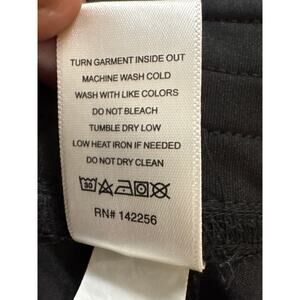 TURN GARMENT INSIDE OUT
MACHINE WASH COLD
WASH WITH LIKE COLORS
DO NOT BLEACH
TUMBLE DRY LOW
LOW HEAT IRON IF NEEDED
DO NOT DRY CLEAN
30
RN# 142256